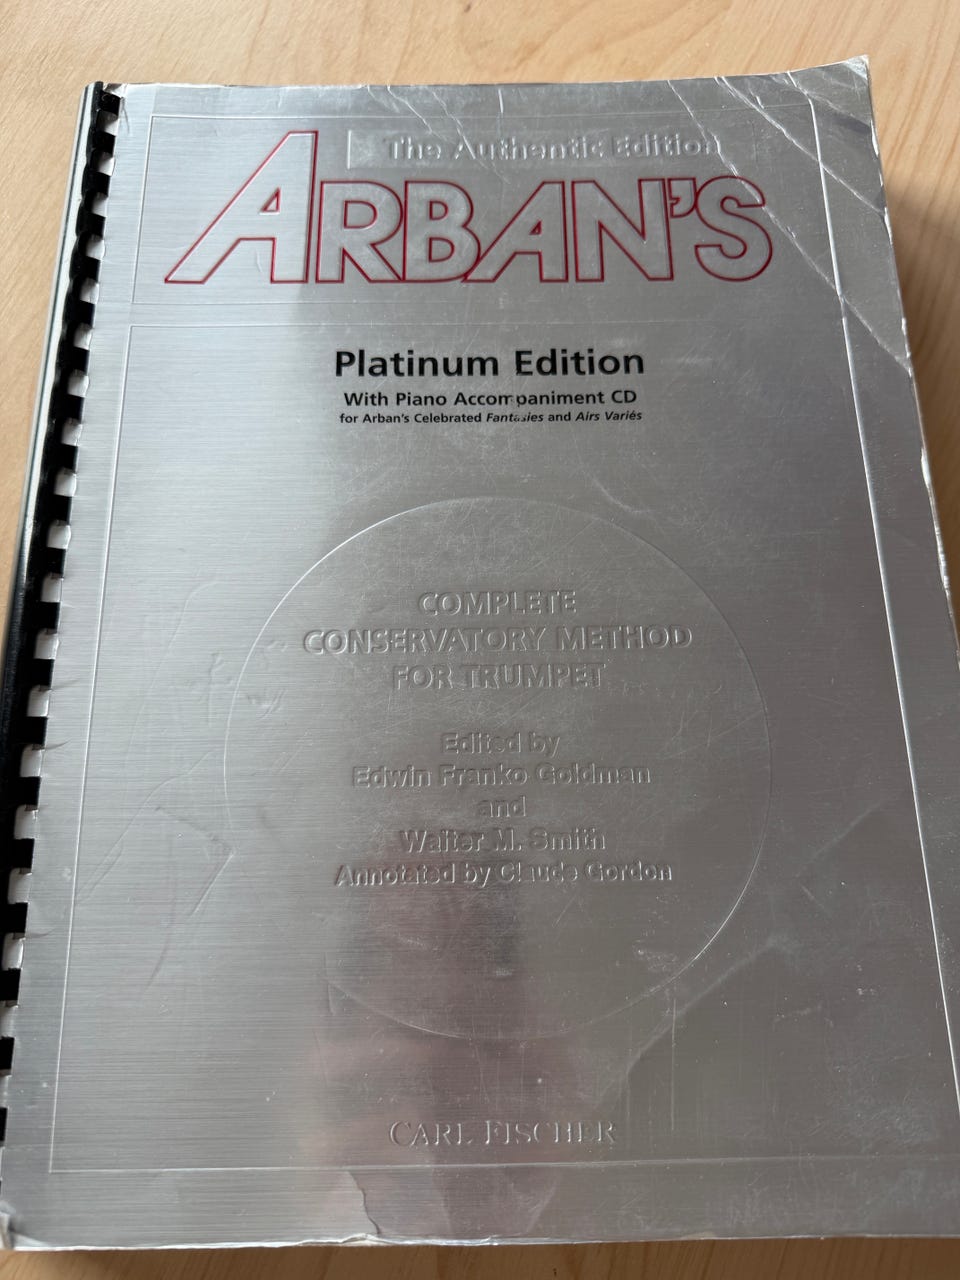 The Authentic Edition
ARBAN'S
Platinum Edition
With Piano Accompaniment CD
for Arban's Celebrated Fantasies and Airs Variés
COMPLETE
CONSERVATORY METHOD
FOR TRUMPET
Edited by
Edwin Franko Goldman
and
Walter M. Smith
Annotated by Claude Gordon
CARL FISCHER